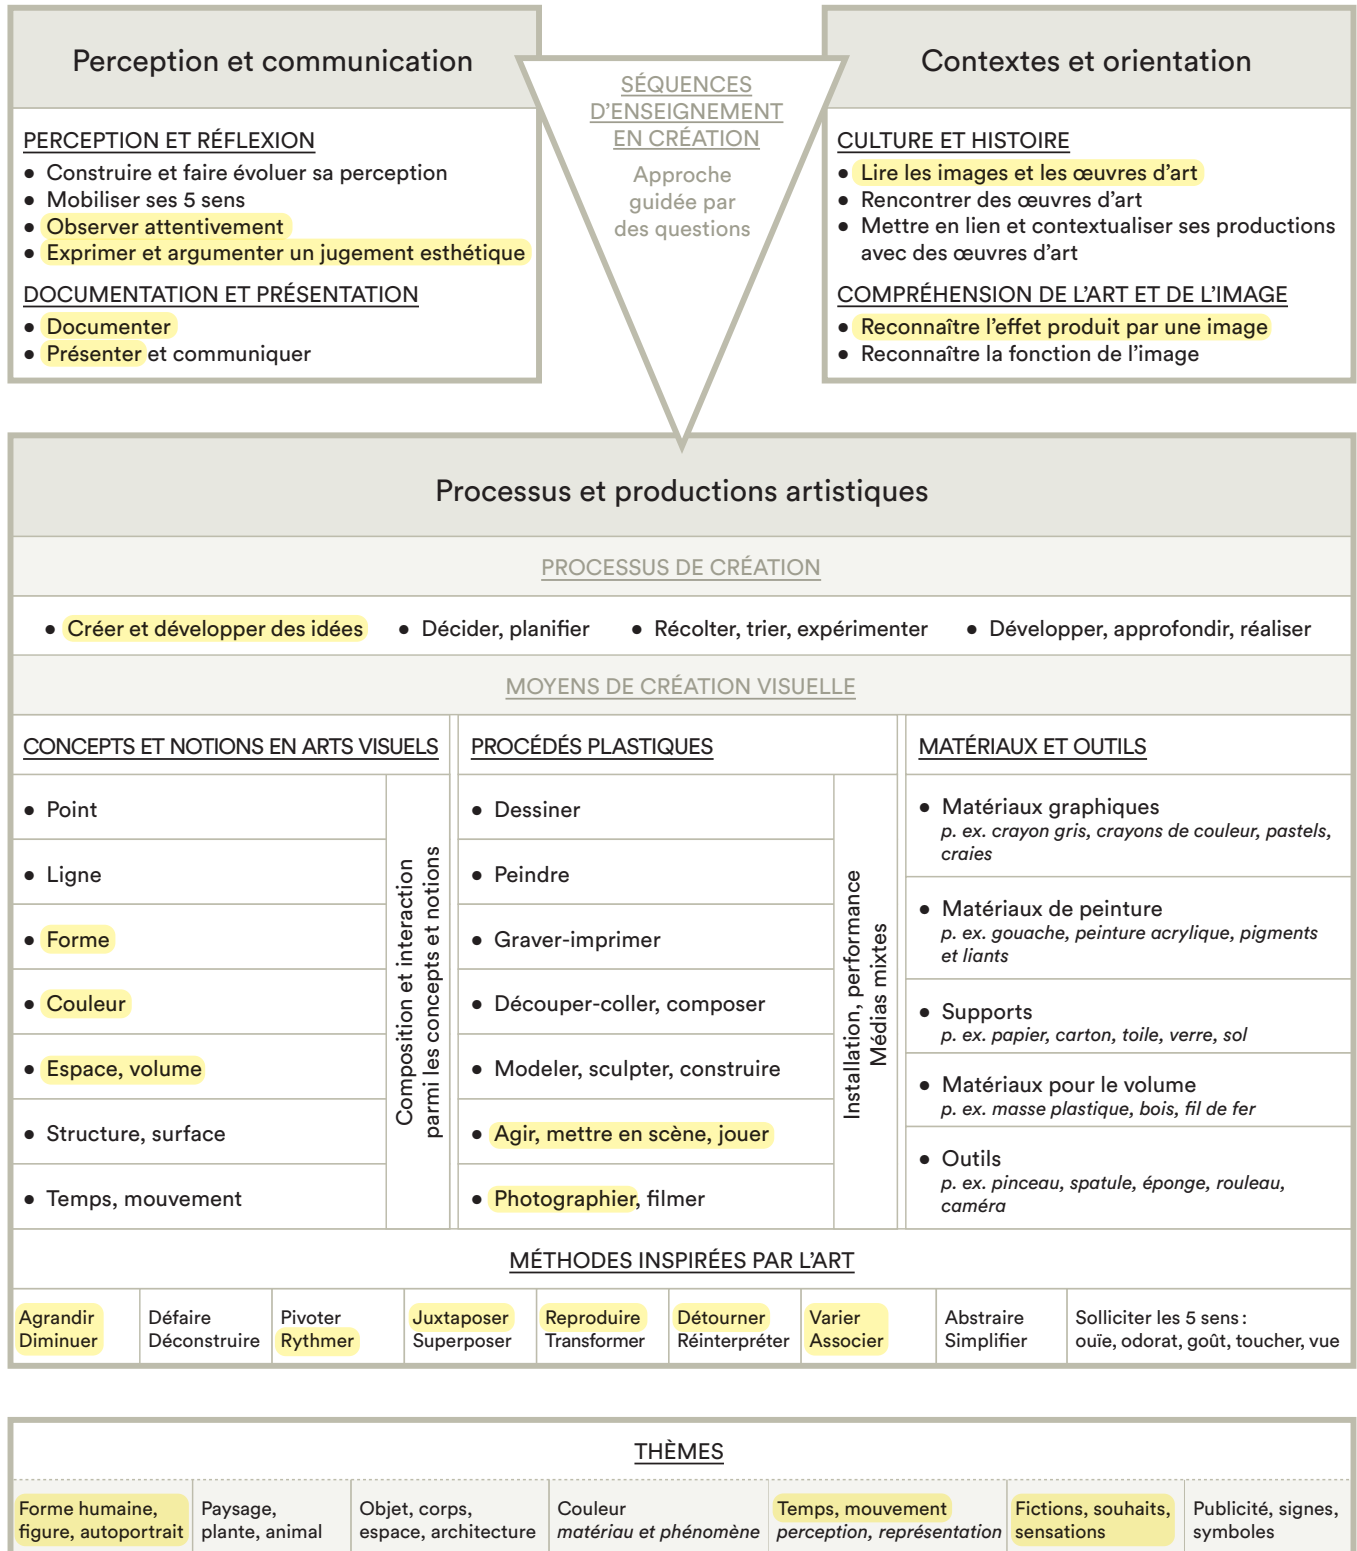 Perception et communication
PERCEPTION ET RÉFLEXION
• Construire et faire évoluer sa perception
• Mobiliser ses 5 sens
• Observer attentivement
• Exprimer et argumenter un jugement esthétique
DOCUMENTATION ET PRÉSENTATION
• Documenter
• Présenter et communiquer
SÉQUENCES
D'ENSEIGNEMENT
EN CRÉATION
Approche
guidée par
des questions
Contextes et orientation
CULTURE ET HISTOIRE
• Lire les images et les œuvres d'art
• Rencontrer des œuvres d'art
• Mettre en lien et contextualiser ses productions
avec des œuvres d'art
COMPRÉHENSION DE L'ART ET DE L'IMAGE
• Reconnaître l'effet produit par une image
• Reconnaître la fonction de l'image
Processus et productions artistiques
PROCESSUS DE CRÉATION
• Créer et développer des idées • Décider, planifier • Récolter, trier, expérimenter • Développer, approfondir, réaliser
MOYENS DE CRÉATION VISUELLE
CONCEPTS ET NOTIONS EN ARTS VISUELS
• Point
• Ligne
• Forme
• Couleur
• Espace, volume
• Structure, surface
• Temps, mouvement
Composition et interaction
parmi les concepts et notions
PROCÉDÉS PLASTIQUES
• Dessiner
• Peindre
• Graver-imprimer
• Découper-coller, composer
• Modeler, sculpter, construire
• Agir, mettre en scène, jouer
• Photographier, filmer
Installation, performance
Médias mixtes
MATÉRIAUX ET OUTILS
• Matériaux graphiques
p. ex. crayon gris, crayons de couleur, pastels,
craies
• Matériaux de peinture
p. ex. gouache, peinture acrylique, pigments
et liants
• Supports
p. ex. papier, carton, toile, verre, sol
• Matériaux pour le volume
p. ex. masse plastique, bois, fil de fer
• Outils
p. ex. pinceau, spatule, éponge, rouleau,
caméra
MÉTHODES INSPIRÉES PAR L'ART
Agrandir
Diminuer
Défaire
Déconstruire
Pivoter
Rythmer
Juxtaposer
Superposer
Reproduire
Transformer
Détourner
Réinterpréter
Varier
Associer
Abstraire
Simplifier
Solliciter les 5 sens :
ouïe, odorat, goût, toucher, vue
THÈMES
Forme humaine,
figure, autoportrait
Paysage,
plante, animal
Objet, corps,
espace, architecture
Couleur
matériau et phénomène
Temps, mouvement
perception, représentation
Fictions, souhaits,
sensations
Publicité, signes,
symboles